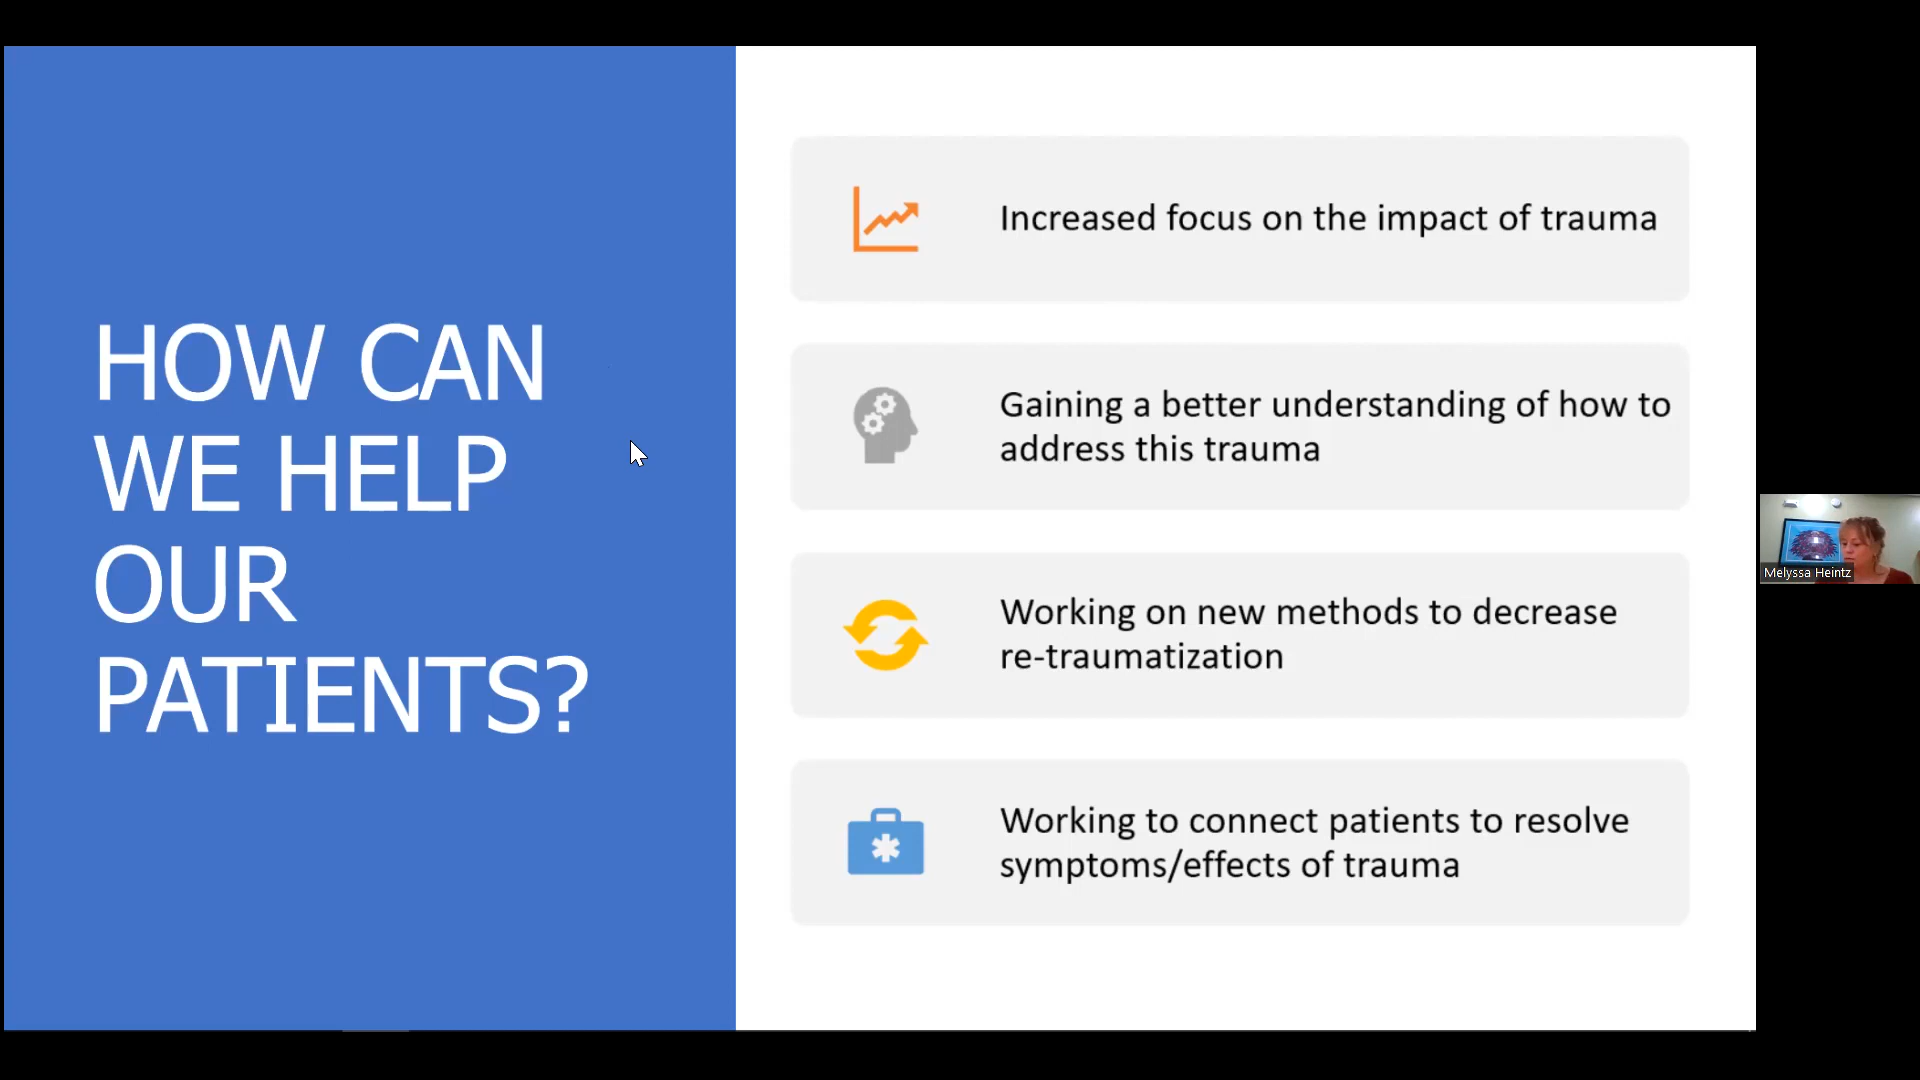 HOW CAN
WE HELP
OUR
PATIENTS?
Increased focus on the impact of trauma
Gaining a better understanding of how to
address this trauma
Working on new methods to decrease
re-traumatization
Working to connect patients to resolve
symptoms/effects of trauma
Melyssa Heintz